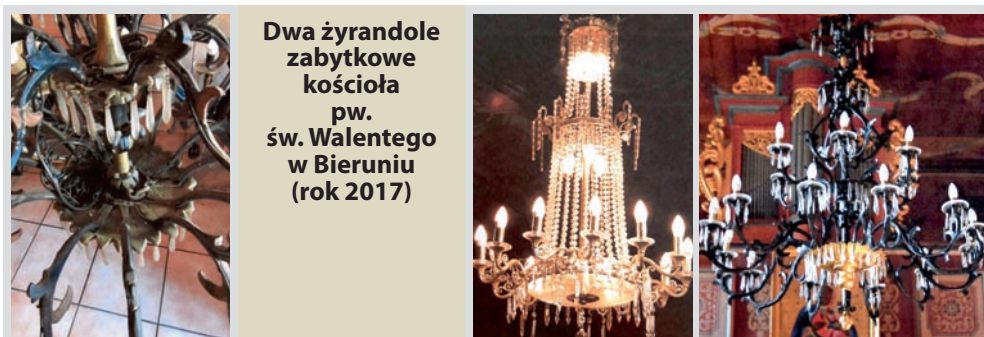 Dwa żyrandole
zabytkowe
kościoła
pw.
św. Walentego
w Bieruniu
(rok 2017)